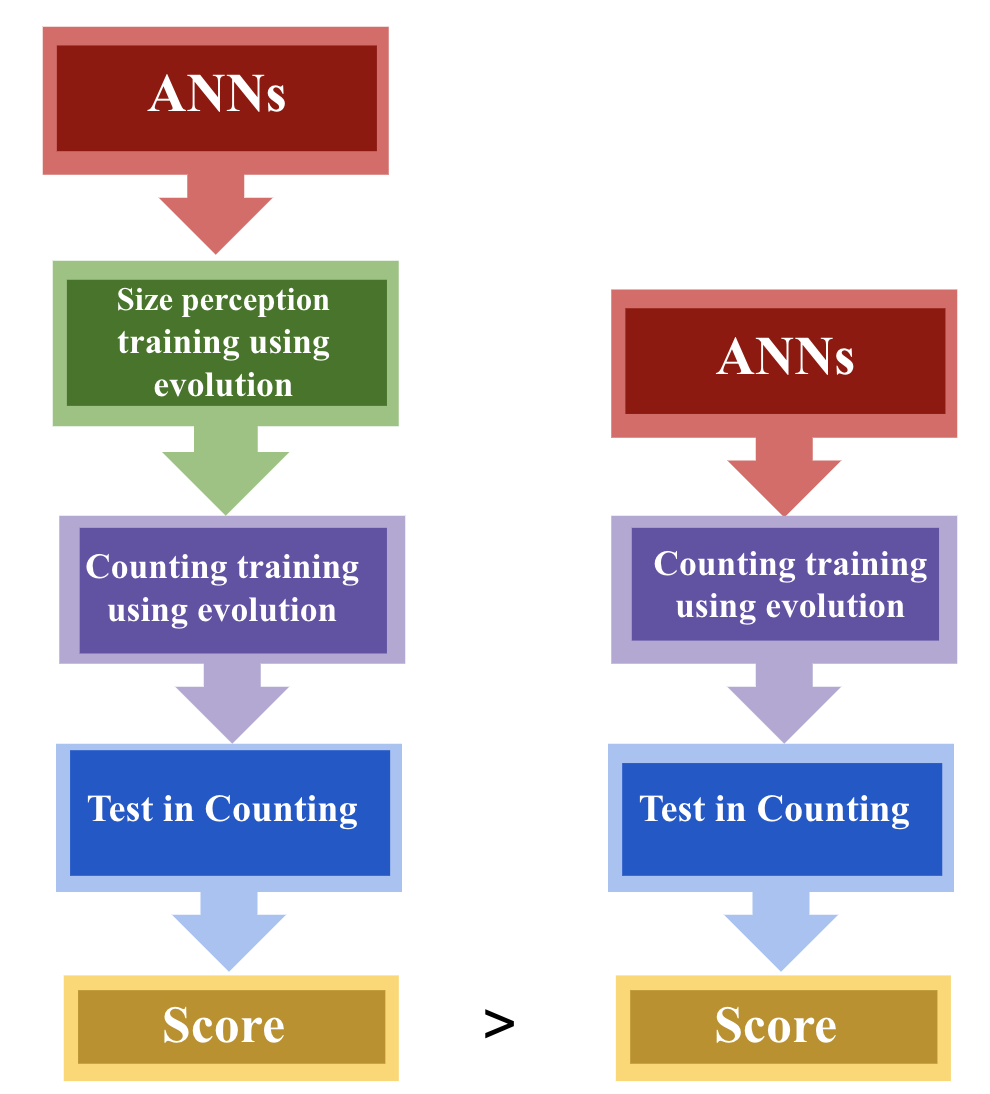 ANNs
Size perception
training using
evolution
Counting training
using evolution
Test in Counting
Score
>
ANNs
Counting training
using evolution
Test in Counting
Score